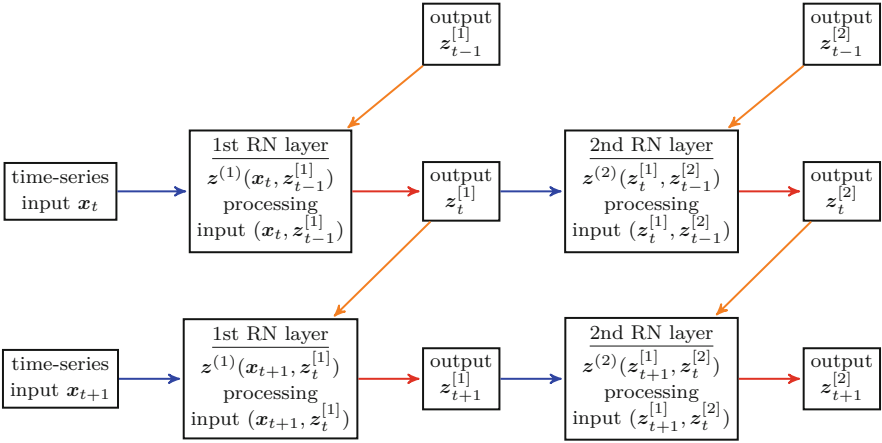 output
z_{t-1}^{[1]}
output
z_{t-1}^{[2]}
time-series
input x_t
1st RN layer
z^{(1)}(x_t, z_{t-1}^{[1]})
processing
input (x_t, z_{t-1}^{[1]})
output
z_t^{[1]}
2nd RN layer
z^{(2)}(z_t^{[1]}, z_{t-1}^{[2]})
processing
input (z_t^{[1]}, z_{t-1}^{[2]})
output
z_t^{[2]}
time-series
input x_{t+1}
1st RN layer
z^{(1)}(x_{t+1}, z_t^{[1]})
processing
input (x_{t+1}, z_t^{[1]})
output
z_{t+1}^{[1]}
2nd RN layer
z^{(2)}(z_{t+1}^{[1]}, z_t^{[2]})
processing
input (z_{t+1}^{[1]}, z_t^{[2]})
output
z_{t+1}^{[2]}